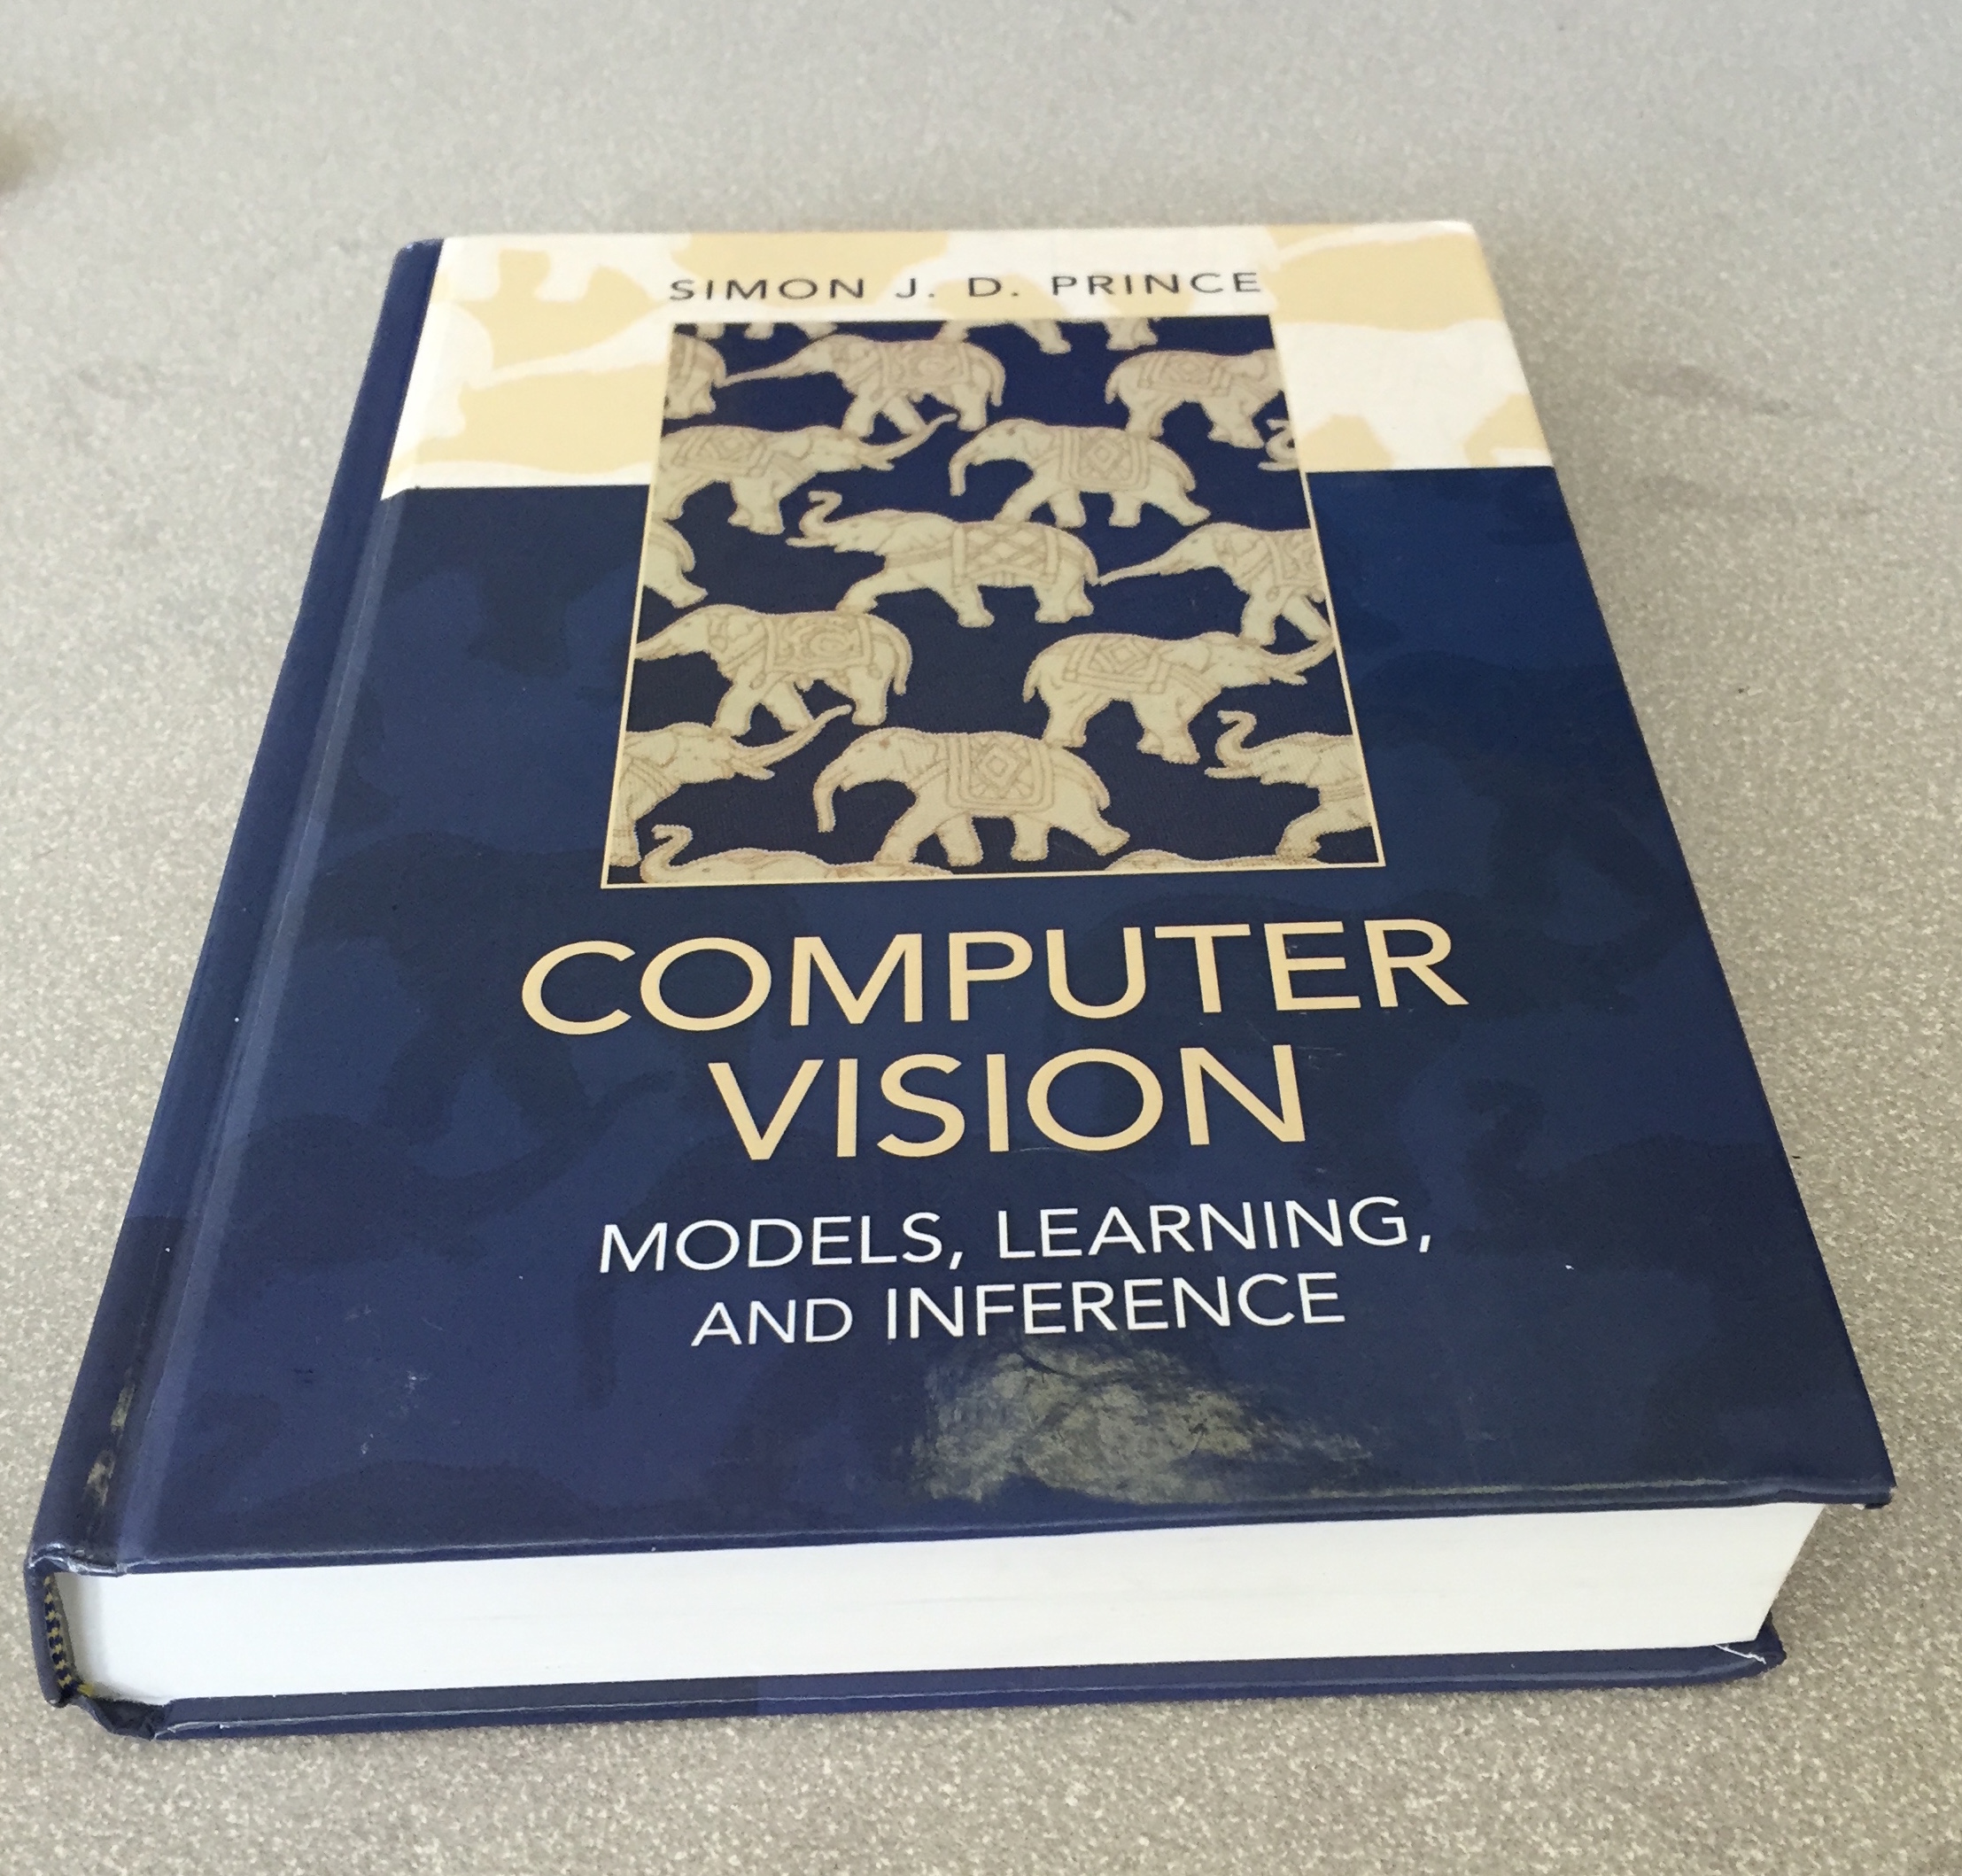 SIMON J. D. PRINCE
COMPUTER
VISION
MODELS, LEARNING,
AND INFERENCE